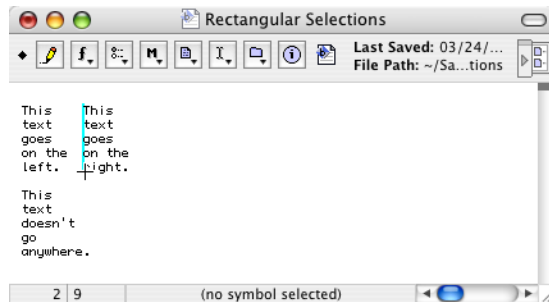 Rectangular Selections
Last Saved: 03/24/...
File Path: ~/Sa...tions
This This
text text
goes goes
on the on the
left. right.
This
text
doesn't
go
anywhere.
2 9 (no symbol selected)